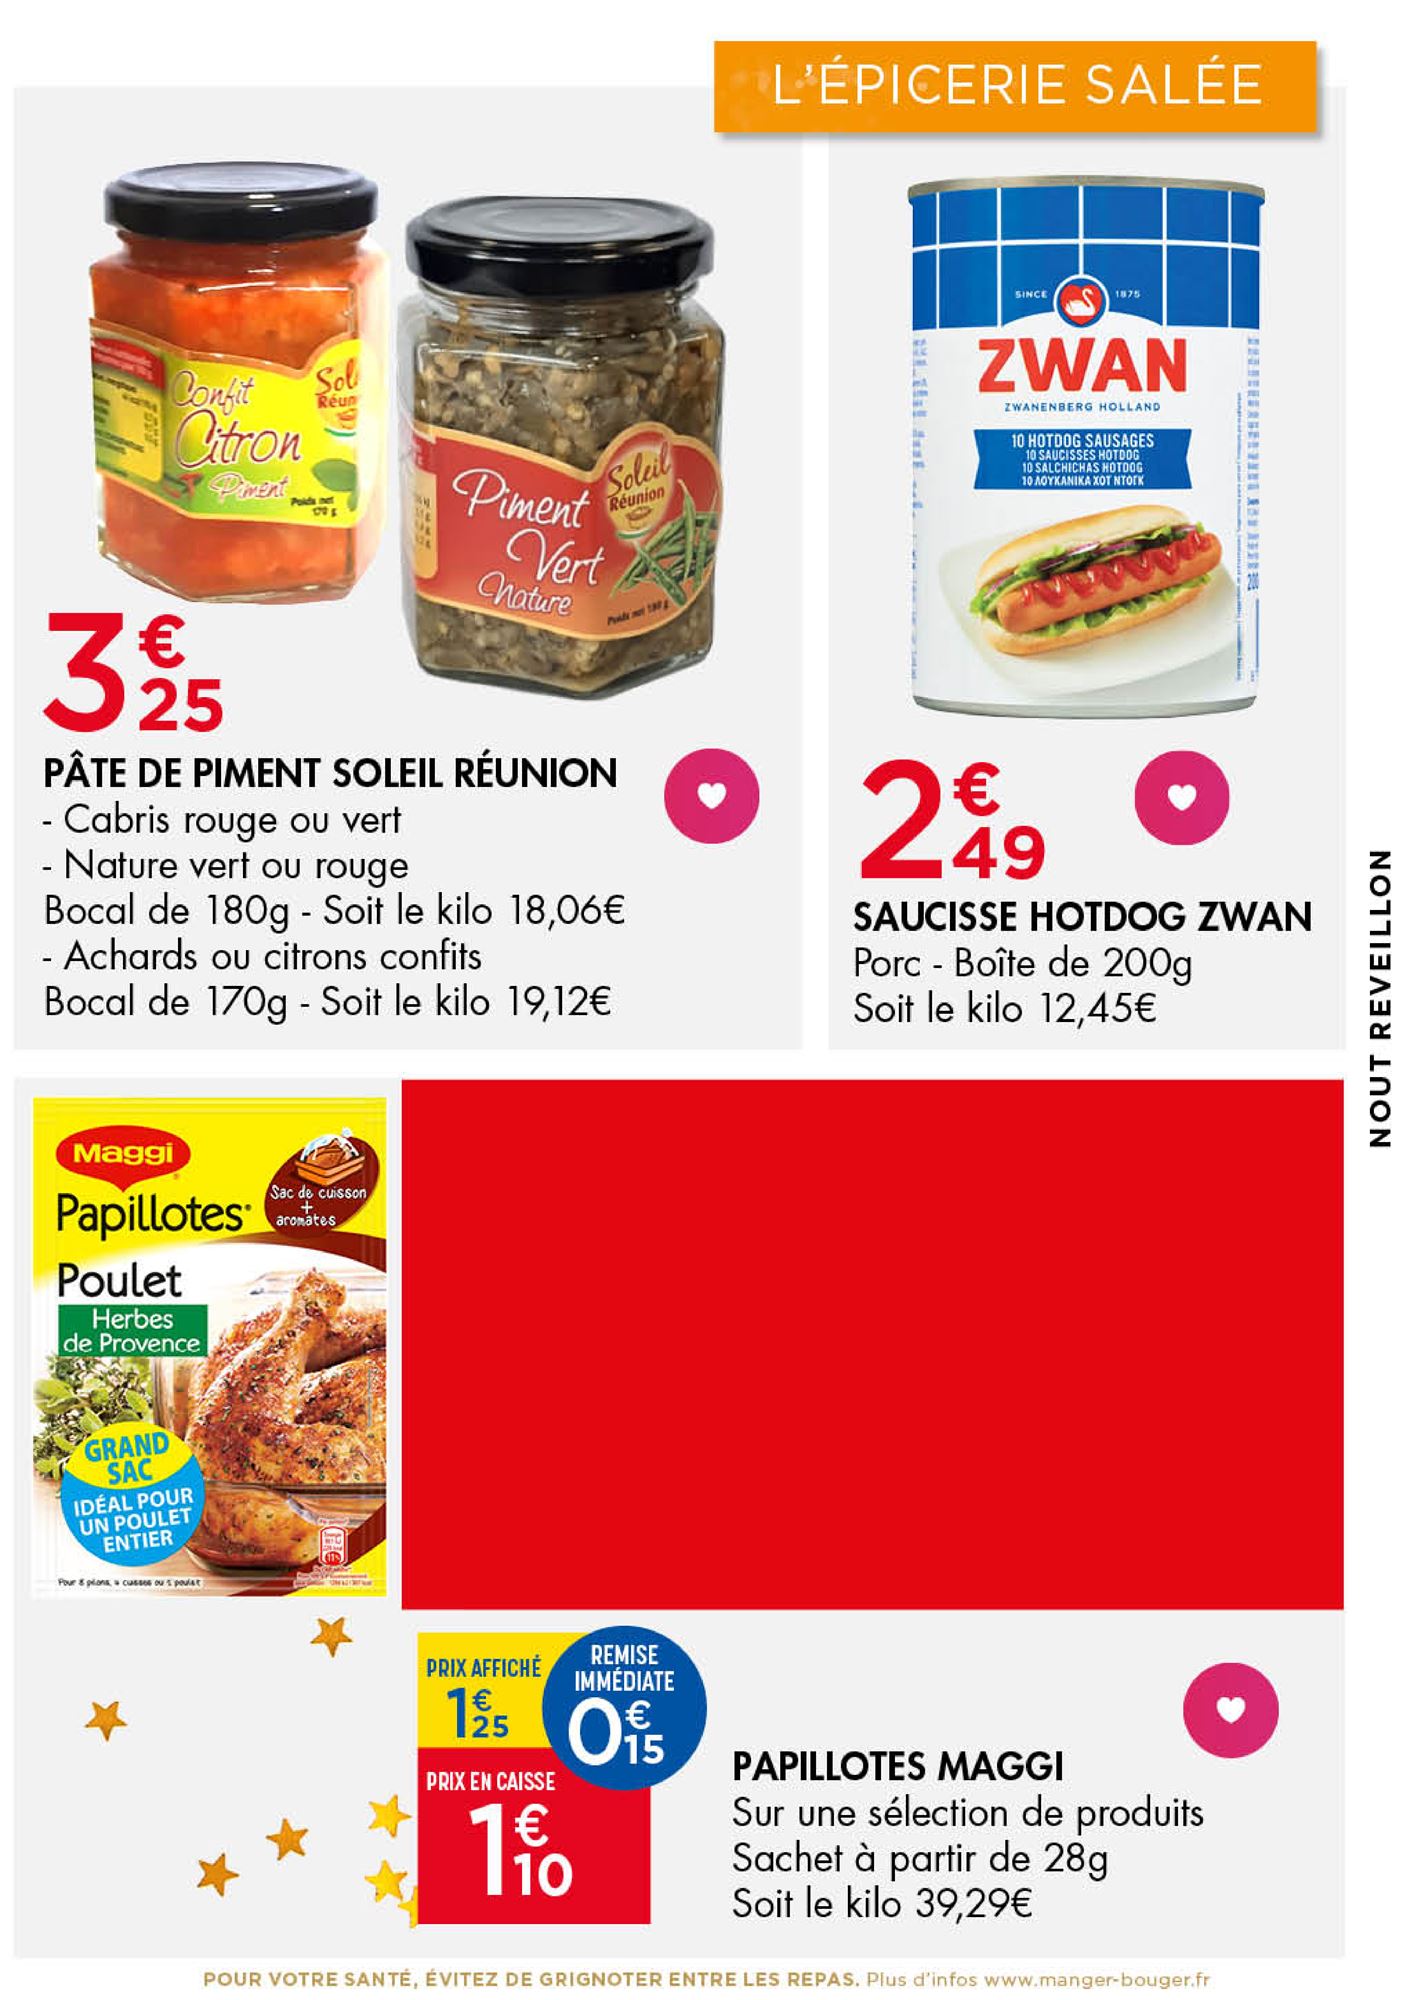 L'ÉPICERIE SALÉE
Confit
Citron
Piment
Poids net
170 g
Soleil
Réunion
Piment
Vert
Nature
Poids net 180 g
3€25
PÂTE DE PIMENT SOLEIL RÉUNION
- Cabris rouge ou vert
- Nature vert ou rouge
Bocal de 180g - Soit le kilo 18,06€
- Achards ou citrons confits
Bocal de 170g - Soit le kilo 19,12€
SINCE 1875
ZWAN
ZWANENBERG HOLLAND
10 HOTDOG SAUSAGES
10 SAUCISSES HOTDOG
10 SALCHICHAS HOTDOG
10 ΛΟΥΚΑΝΙΚΑ ΧΟΤ ΝΤΟΓΚ
2€49
SAUCISSE HOTDOG ZWAN
Porc - Boîte de 200g
Soit le kilo 12,45€
NOUT REVEILLON
Maggi
Papillotes®
Sac de cuisson
+
aromates
Poulet
Herbes
de Provence
GRAND
SAC
IDÉAL POUR
UN POULET
ENTIER
Pour 8 pilons, 4 cuisses ou 1 poulet
PRIX AFFICHÉ
1€25
REMISE
IMMÉDIATE
0€15
PRIX EN CAISSE
1€10
PAPILLOTES MAGGI
Sur une sélection de produits
Sachet à partir de 28g
Soit le kilo 39,29€
POUR VOTRE SANTÉ, ÉVITEZ DE GRIGNOTER ENTRE LES REPAS. Plus d'infos www.manger-bouger.fr